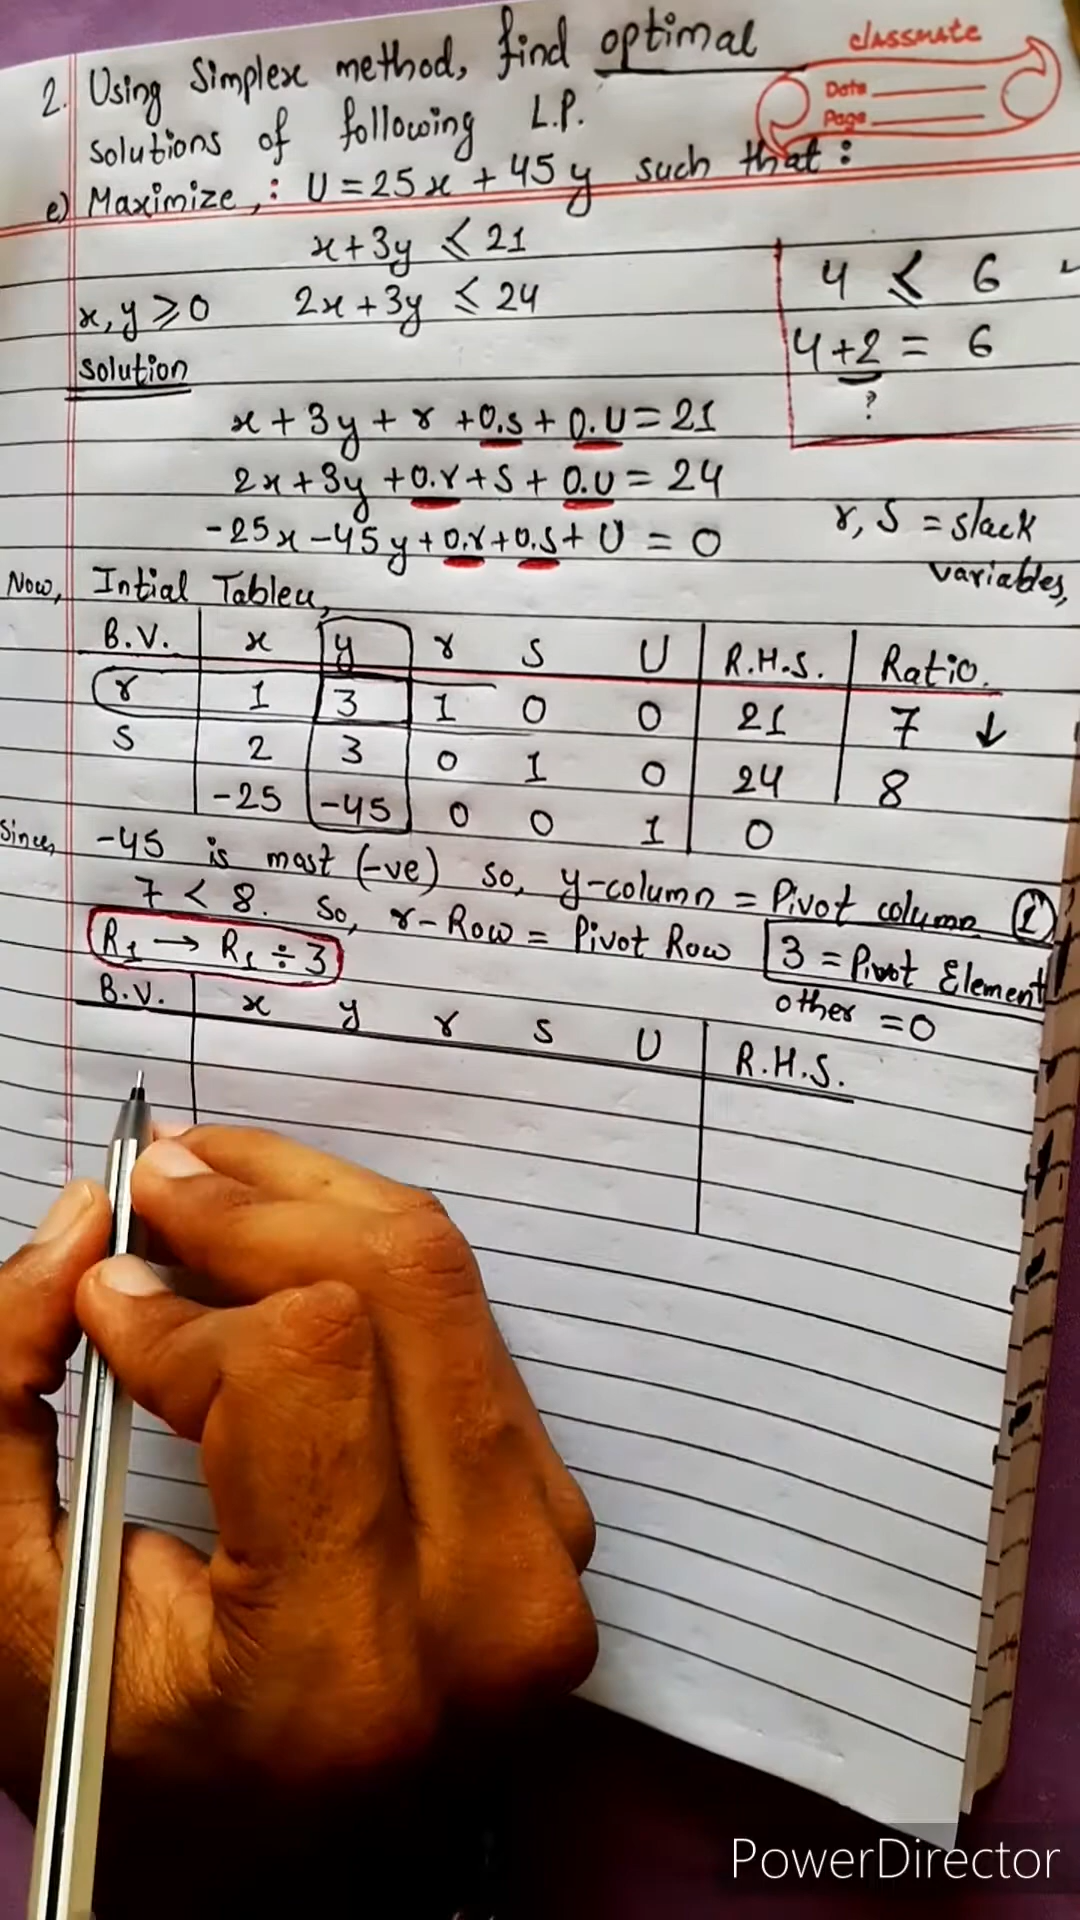 2. Using Simplex method, find optimal
solutions of following L.P.
classmate
Date
Page
e) Maximize,: U = 25x + 45y such that:
x + 3y ≤ 21
x, y ≥ 0 2x + 3y ≤ 24
4 ≤ 6
4+2 = 6
?
Solution
x + 3y + r + 0.s + 0.U = 21
2x + 3y + 0.r + s + 0.U = 24
-25x - 45y + 0.r + 0.s + U = 0
r, s = slack
variables,
Now, Intial Tableu,
B.V. x y r s U R.H.S. Ratio.
r 1 3 1 0 0 21 7 ↓
s 2 3 0 1 0 24 8
-25 -45 0 0 1 0
Since, -45 is most (-ve) so, y-column = Pivot column
7 < 8. So, r-Row = Pivot Row 3 = Pivot Element
1
R1 → R1 ÷ 3
other = 0
B.V. x y r s U R.H.S.
PowerDirector